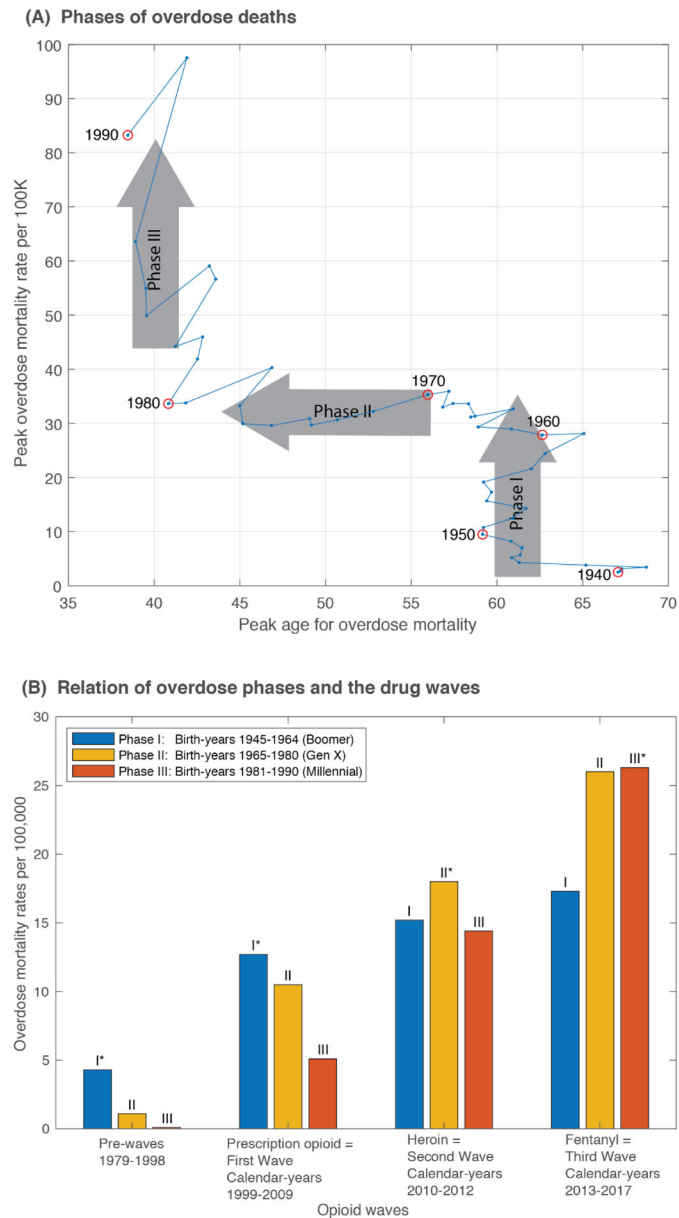 (A) Phases of overdose deaths
100
90
80
70
60
50
40
30
20
10
0
Peak overdose mortality rate per 100K
1990
Phase III
1980
Phase II
1970
1960
Phase I
1950
1940
35 40 45 50 55 60 65 70
Peak age for overdose mortality
(B) Relation of overdose phases and the drug waves
30
25
20
15
10
5
0
Overdose mortality rates per 100,000
Phase I: Birth-years 1945-1964 (Boomer)
Phase II: Birth-years 1965-1980 (Gen X)
Phase III: Birth-years 1981-1990 (Millennial)
I* II III
I* II III
I II* III
I II III*
Pre-waves
1979-1998
Prescription opioid =
First Wave
Calendar-years
1999-2009
Heroin =
Second Wave
Calendar-years
2010-2012
Fentanyl =
Third Wave
Calendar-years
2013-2017
Opioid waves